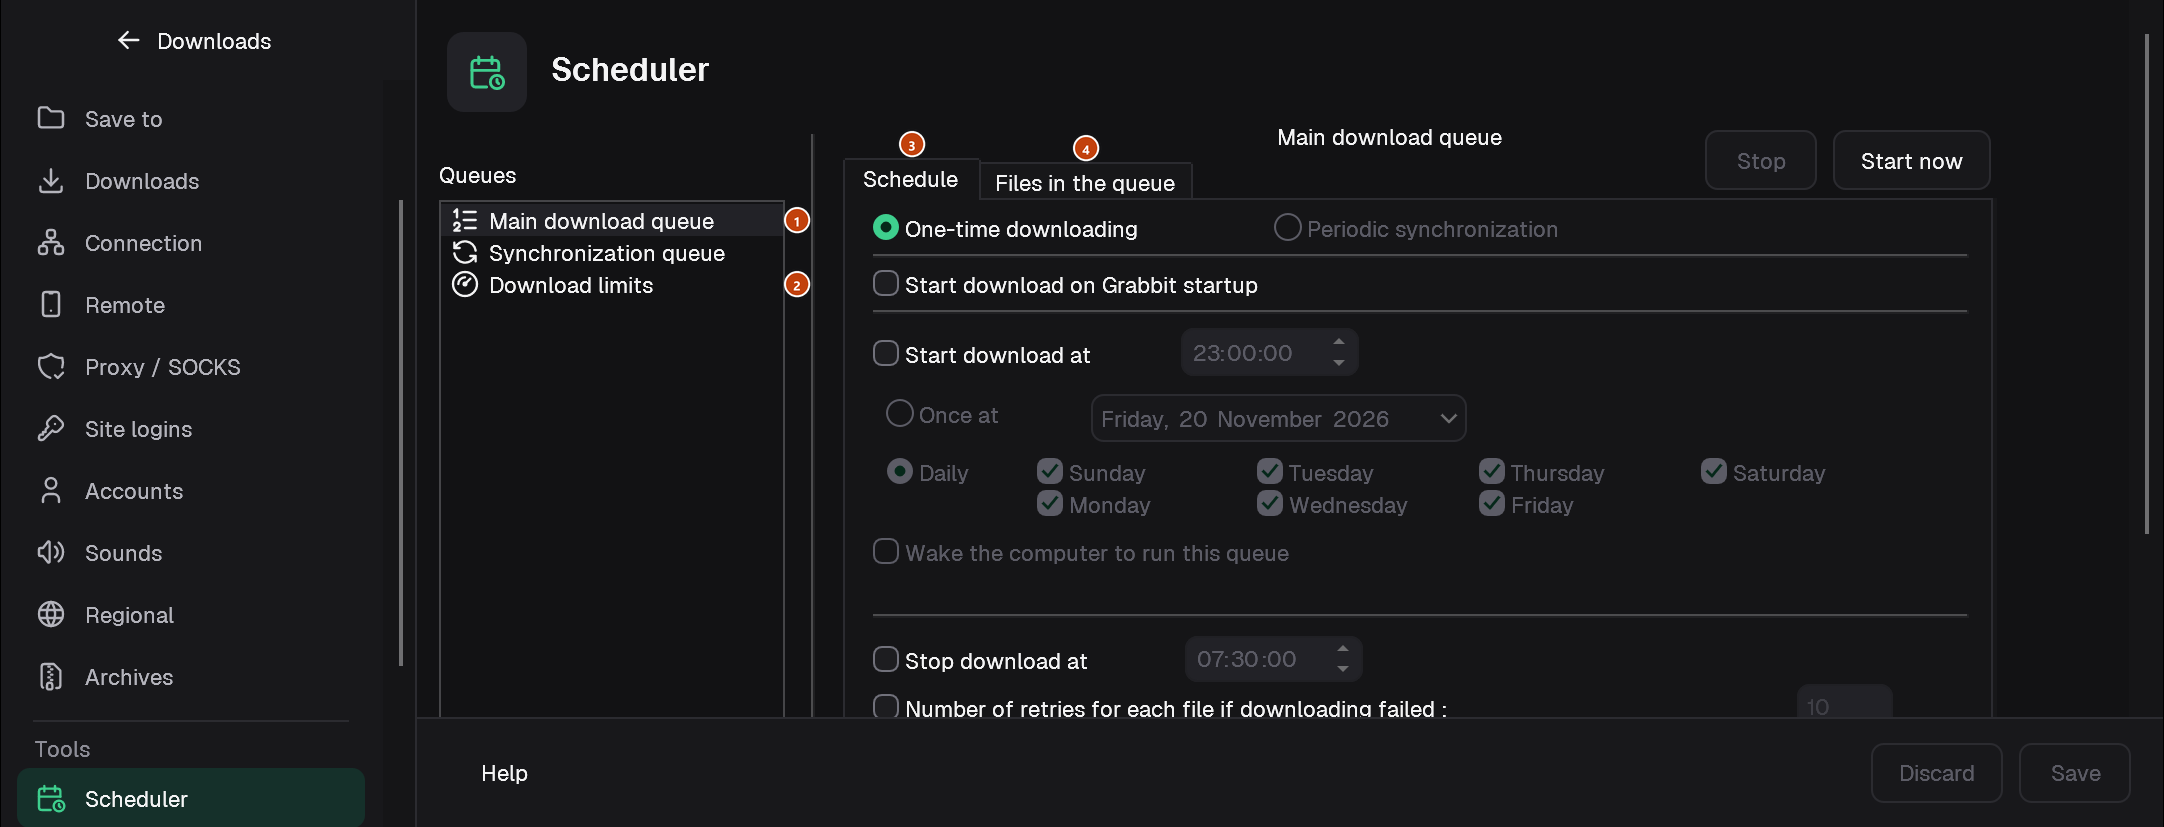 Downloads
Save to
Downloads
Connection
Remote
Proxy / SOCKS
Site logins
Accounts
Sounds
Regional
Archives
Tools
Scheduler
Scheduler
Queues
1
2
Main download queue
1
Synchronization queue
Download limits
2
3
4
Schedule
Files in the queue
Main download queue
Stop
Start now
One-time downloading
Periodic synchronization
Start download on Grabbit startup
Start download at
23:00:00
Once at
Friday, 20 November 2026
Daily
Sunday
Tuesday
Thursday
Saturday
Monday
Wednesday
Friday
Wake the computer to run this queue
Stop download at
07:30:00
Number of retries for each file if downloading failed :
10
Help
Discard
Save